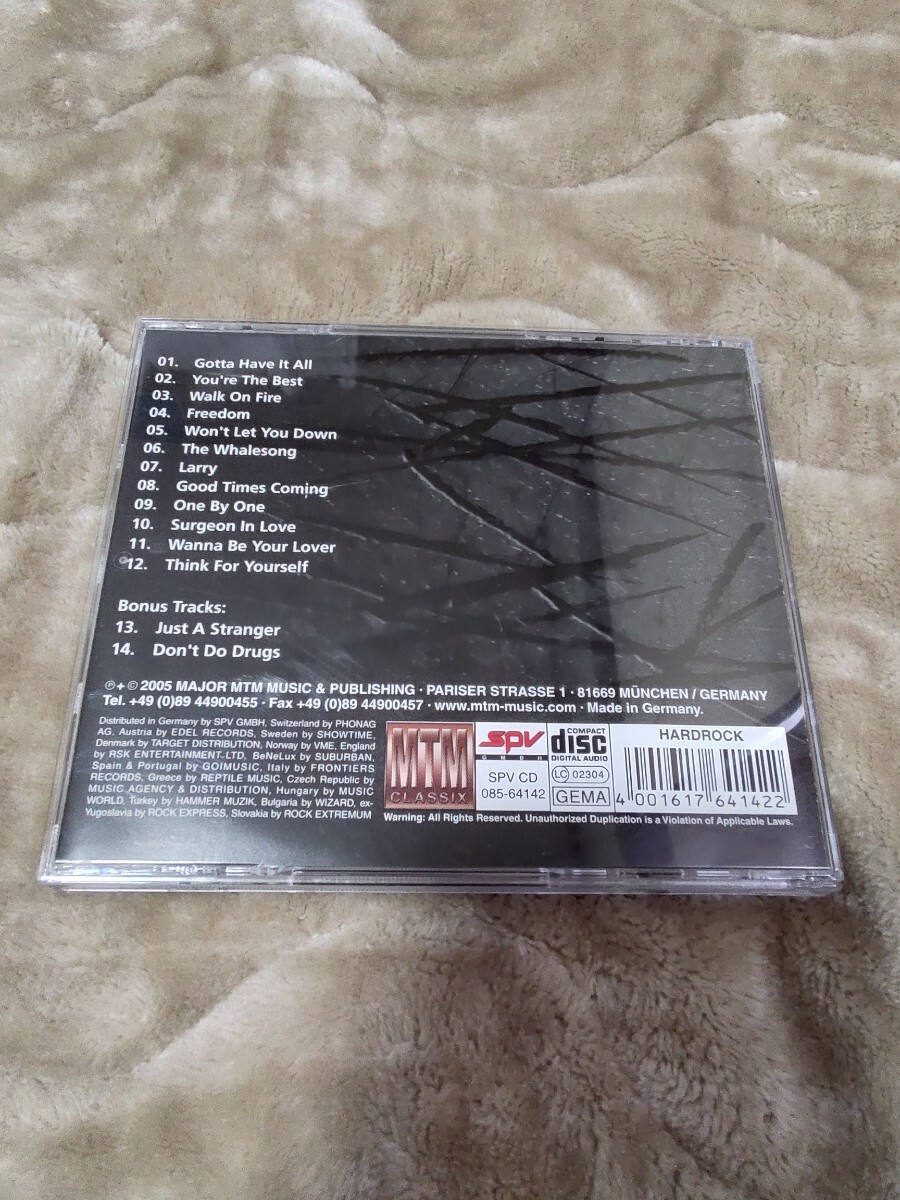 01. Gotta Have It All
02. You're The Best
03. Walk On Fire
04. Freedom
05. Won't Let You Down
06. The Whalesong
07. Larry
08. Good Times Coming
09. One By One
10. Surgeon In Love
11. Wanna Be Your Lover
12. Think For Yourself
Bonus Tracks:
13. Just A Stranger
14. Don't Do Drugs
℗ + © 2005 MAJOR MTM MUSIC & PUBLISHING · PARISER STRASSE 1 · 81669 MÜNCHEN / GERMANY
Tel. +49 (0)89 44900455 · Fax +49 (0)89 44900457 · www.mtm-music.com · Made in Germany.
Distributed in Germany by SPV GMBH, Switzerland by PHONAG
AG. Austria by EDEL RECORDS, Sweden by SHOWTIME,
Denmark by TARGET DISTRIBUTION, Norway by VME, England
by RSK ENTERTAINMENT LTD, BeNeLux by SUBURBAN,
Spain & Portugal by GOIMUSIC, Italy by FRONTIERS
RECORDS, Greece by REPTILE MUSIC, Czech Republic by
MUSIC AGENCY & DISTRIBUTION, Hungary by MUSIC
WORLD, Turkey by HAMMER MUZIK, Bulgaria by WIZARD, ex-
Yugoslavia by ROCK EXPRESS, Slovakia by ROCK EXTREMUM
MTM
CLASSIX
SPV
GMBH
SPV CD
085-64142
COMPACT
disc
DIGITAL AUDIO
LC 02304
GEMA
HARDROCK
4 001617 641422
Warning: All Rights Reserved. Unauthorized Duplication is a Violation of Applicable Laws.